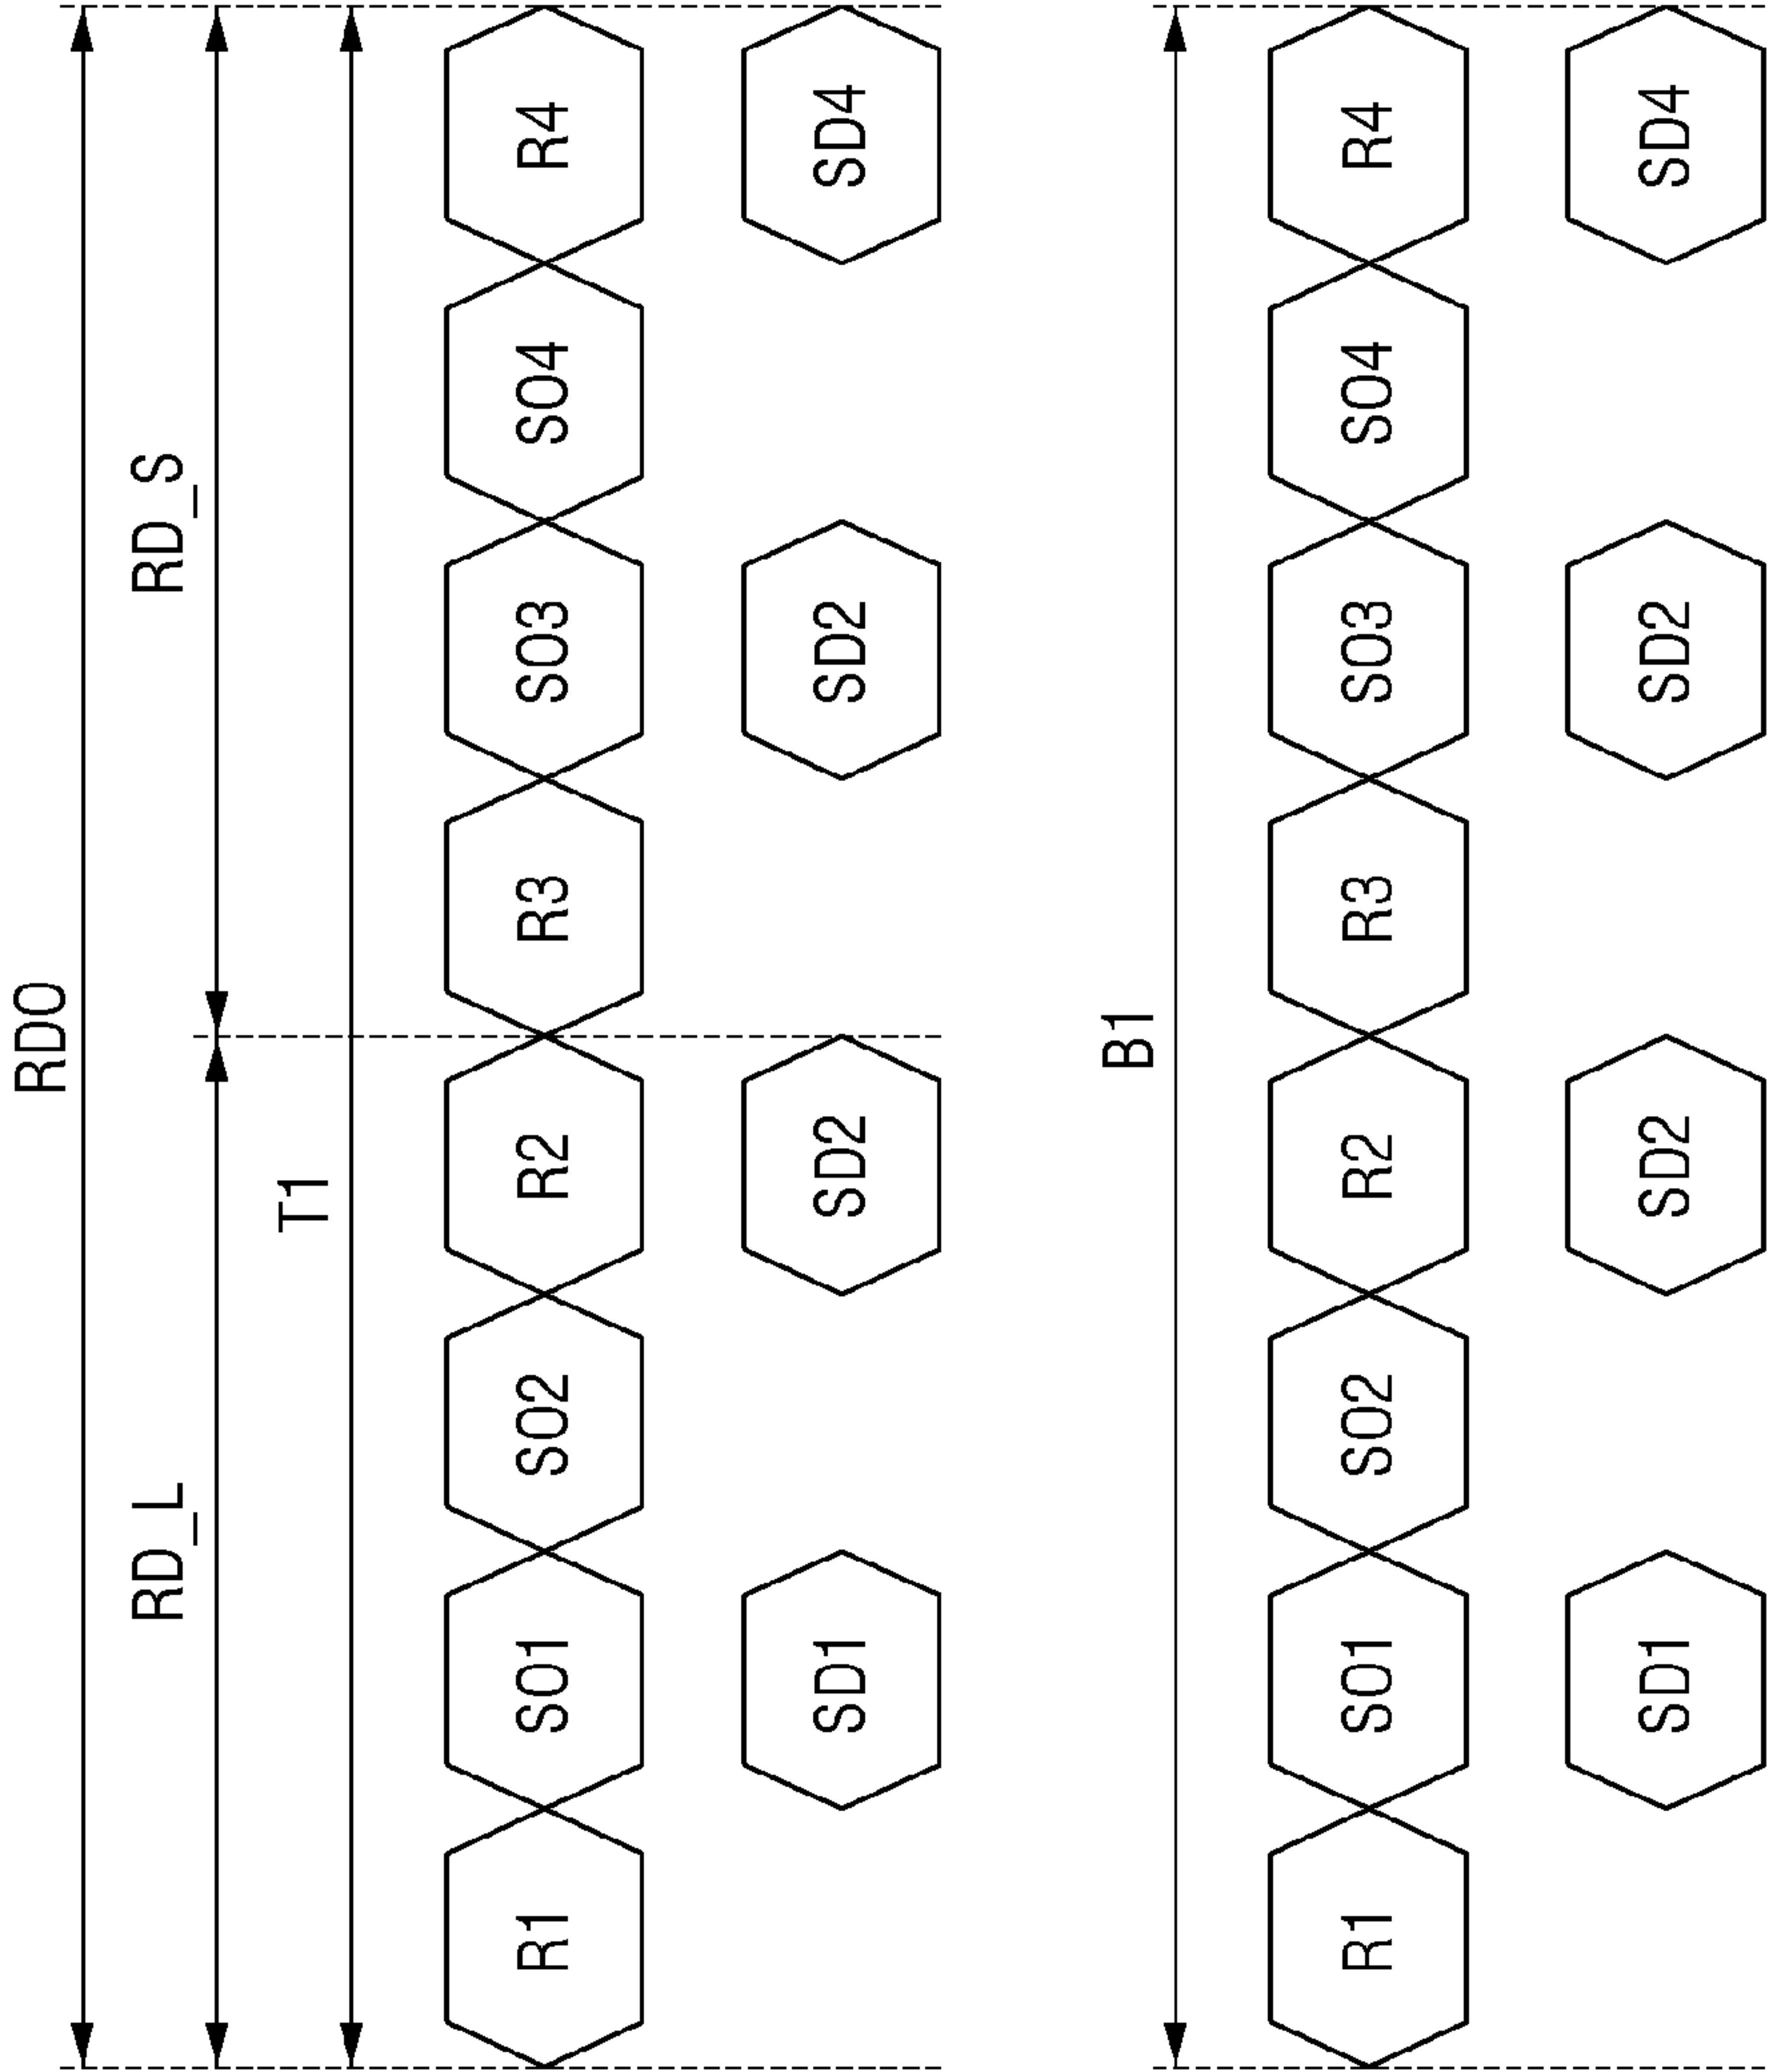 RDO
RD_L RD_S
T1
R1 SO1 SO2 R2 R3 SO3 SO4 R4
SD1 SD2 SD2 SD4
B1
R1 SO1 SO2 R2 R3 SO3 SO4 R4
SD1 SD2 SD2 SD4